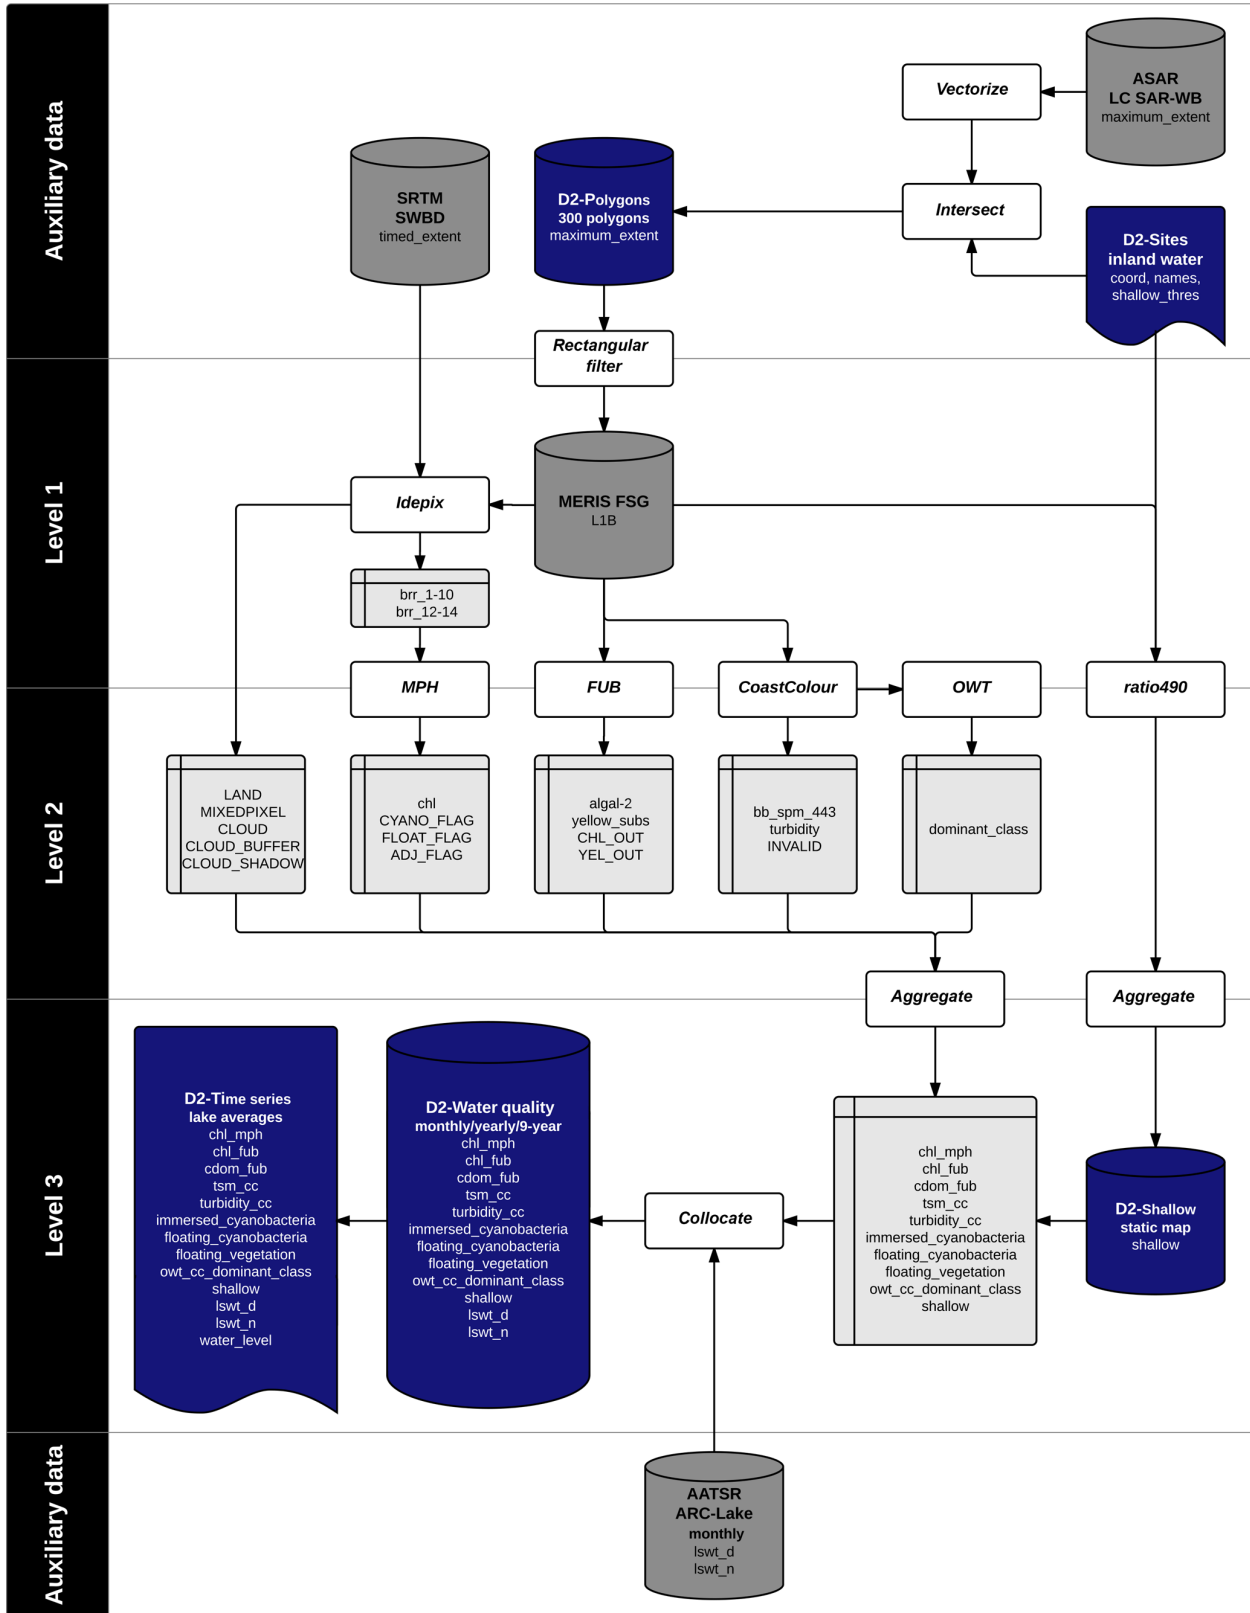 Auxiliary data
ASAR
LC SAR-WB
maximum_extent
Vectorize
SRTM
SWBD
timed_extent
D2-Polygons
300 polygons
maximum_extent
Intersect
D2-Sites
inland water
coord, names,
shallow_thres
Rectangular
filter
Level 1
Idepix
MERIS FSG
L1B
brr_1-10
brr_12-14
MPH
FUB
CoastColour
OWT
ratio490
Level 2
LAND
MIXEDPIXEL
CLOUD
CLOUD_BUFFER
CLOUD_SHADOW
chl
CYANO_FLAG
FLOAT_FLAG
ADJ_FLAG
algal-2
yellow_subs
CHL_OUT
YEL_OUT
bb_spm_443
turbidity
INVALID
dominant_class
Aggregate
Aggregate
Level 3
D2-Time series
lake averages
chl_mph
chl_fub
cdom_fub
tsm_cc
turbidity_cc
immersed_cyanobacteria
floating_cyanobacteria
floating_vegetation
owt_cc_dominant_class
shallow
lswt_d
lswt_n
water_level
D2-Water quality
monthly/yearly/9-year
chl_mph
chl_fub
cdom_fub
tsm_cc
turbidity_cc
immersed_cyanobacteria
floating_cyanobacteria
floating_vegetation
owt_cc_dominant_class
shallow
lswt_d
lswt_n
Collocate
chl_mph
chl_fub
cdom_fub
tsm_cc
turbidity_cc
immersed_cyanobacteria
floating_cyanobacteria
floating_vegetation
owt_cc_dominant_class
shallow
D2-Shallow
static map
shallow
Auxiliary data
AATSR
ARC-Lake
monthly
lswt_d
lswt_n